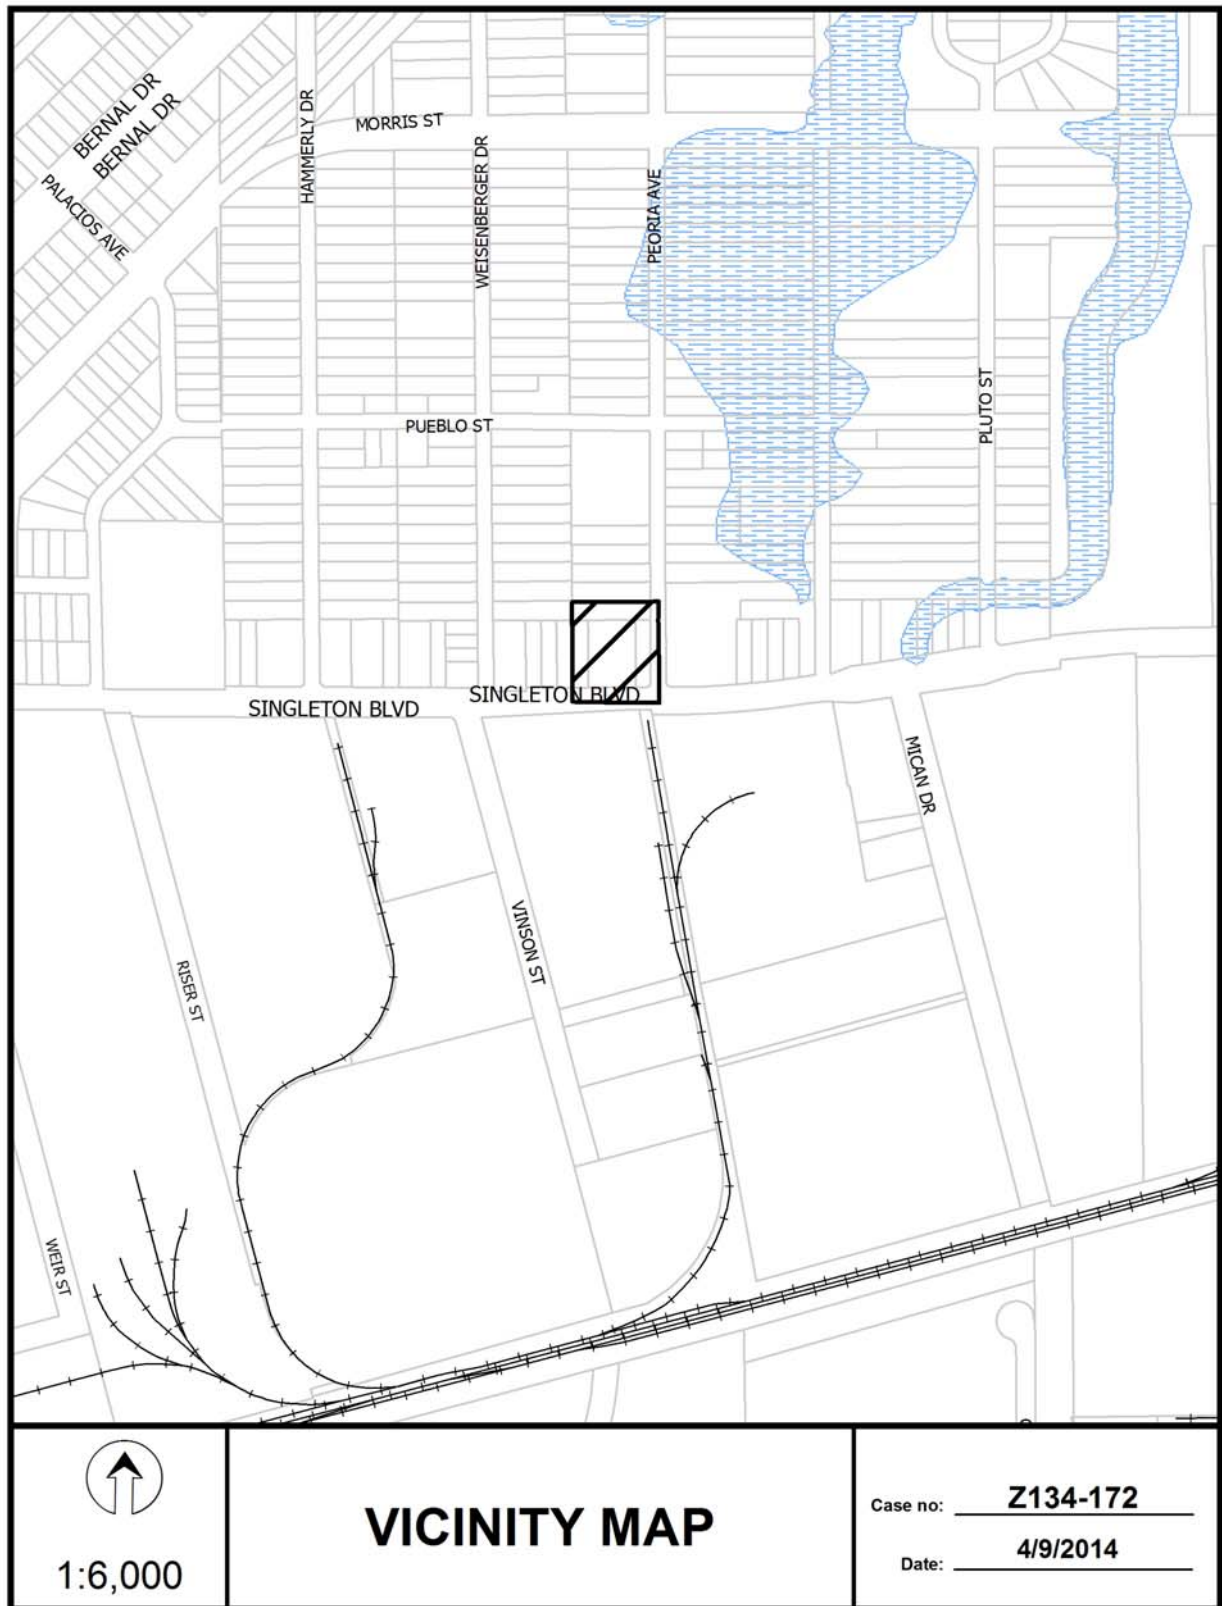 BERNAL DR
BERNAL DR
PALACIOS AVE
HAMMERLY DR
MORRIS ST
WEISENBERGER DR
PEORIA AVE
PUEBLO ST
PLUTO ST
SINGLETON BLVD
SINGLETON BLVD
MICAN DR
VINSON ST
RISER ST
WEIR ST
1:6,000
VICINITY MAP
Case no: Z134-172
Date: 4/9/2014